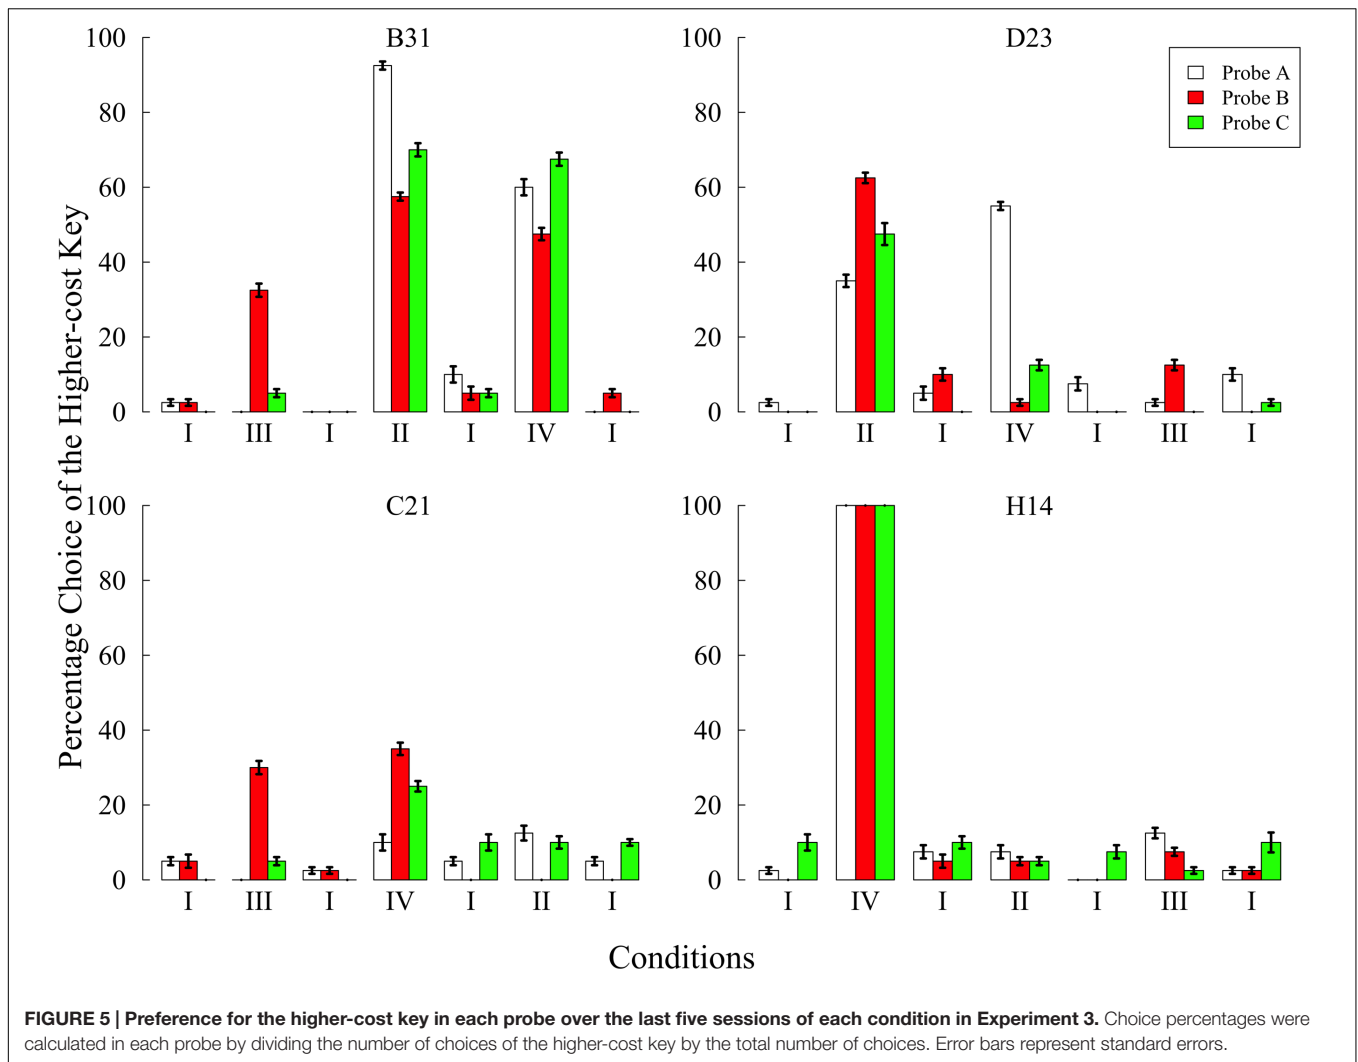 B31
100
80
60
40
20
0
I III I II I IV I
D23
100
80
60
40
20
0
I II I IV I III I
Probe A
Probe B
Probe C
Percentage Choice of the Higher-cost Key
C21
100
80
60
40
20
0
I III I IV I II I
H14
100
80
60
40
20
0
I IV I II I III I
Conditions
FIGURE 5 | Preference for the higher-cost key in each probe over the last five sessions of each condition in Experiment 3. Choice percentages were
calculated in each probe by dividing the number of choices of the higher-cost key by the total number of choices. Error bars represent standard errors.